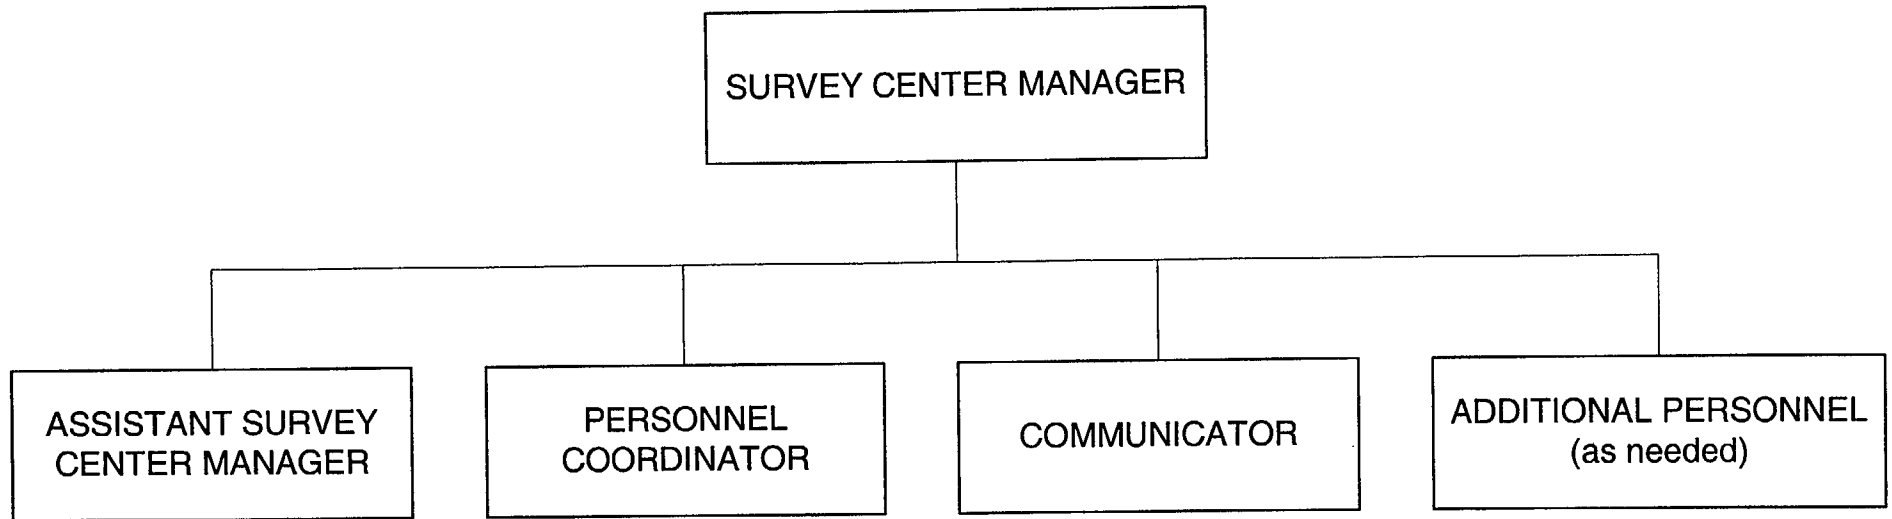 SURVEY CENTER MANAGER
ASSISTANT SURVEY
CENTER MANAGER
PERSONNEL
COORDINATOR
COMMUNICATOR
ADDITIONAL PERSONNEL
(as needed)